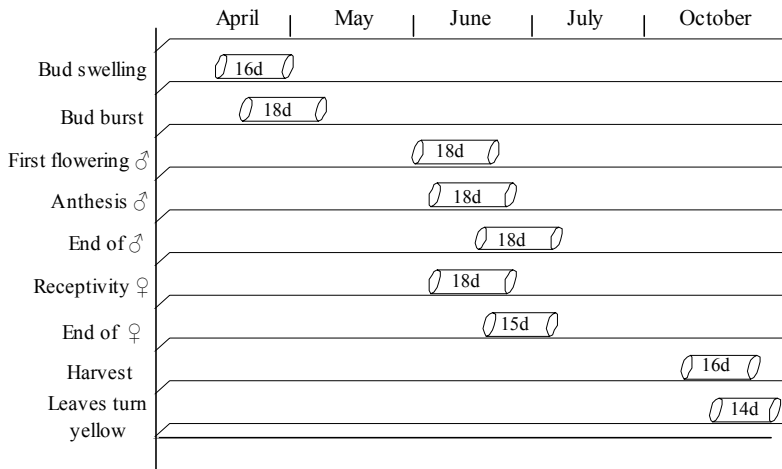 April May June July October
Bud swelling 16d
Bud burst 18d
First flowering ♂ 18d
Anthesis ♂ 18d
End of ♂ 18d
Receptivity ♀ 18d
End of ♀ 15d
Harvest 16d
Leaves turn
yellow 14d